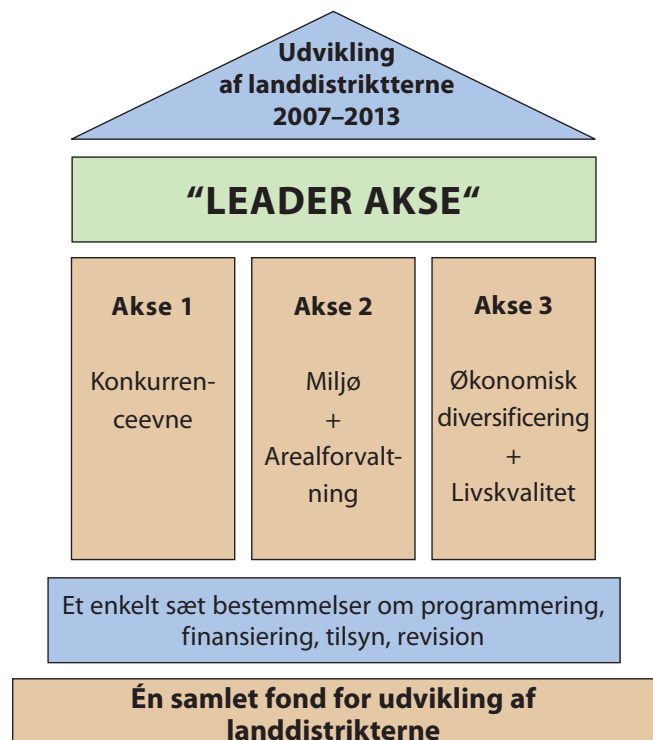 Udvikling
af landdistriktterne
2007–2013
“LEADER AKSE“
Akse 1
Konkurren-
ceevne
Akse 2
Miljø
+
Arealforvalt-
ning
Akse 3
Økonomisk
diversificering
+
Livskvalitet
Et enkelt sæt bestemmelser om programmering,
finansiering, tilsyn, revision
Én samlet fond for udvikling af
landdistrikterne